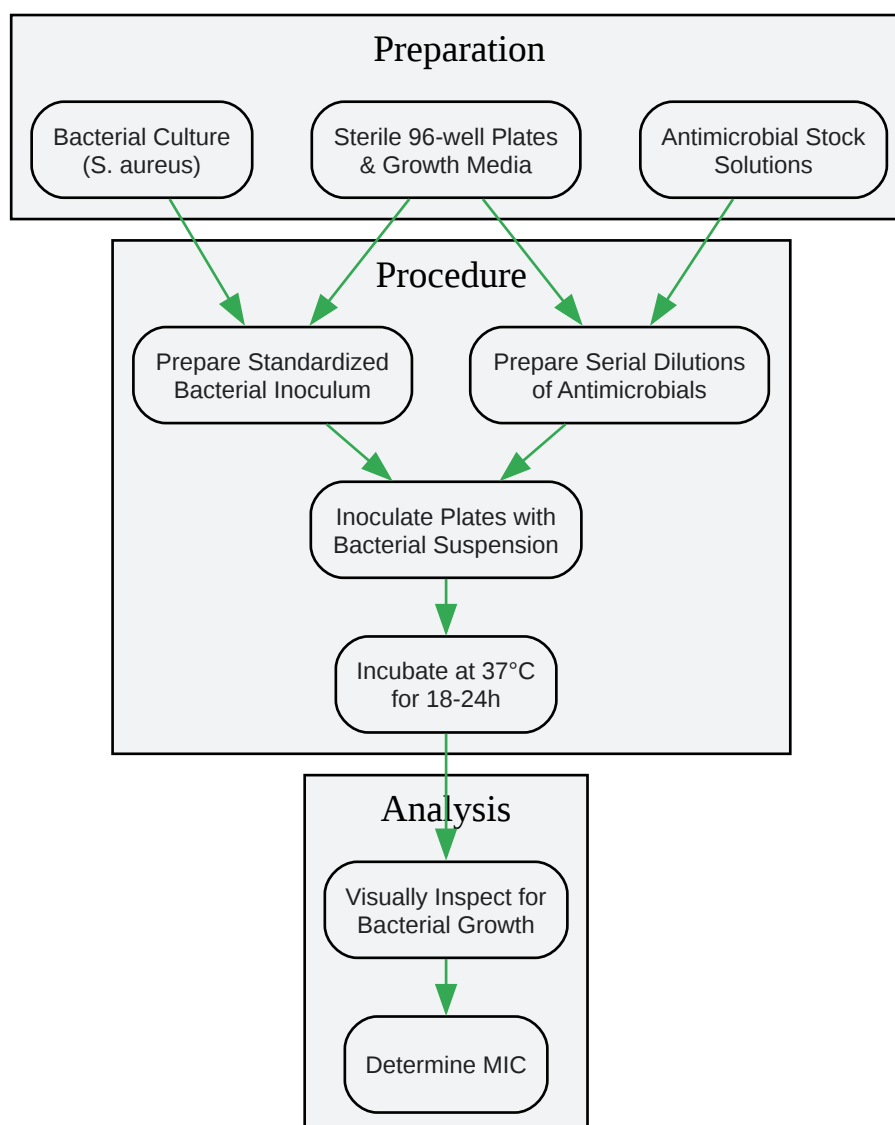 Preparation
Bacterial Culture
(S. aureus)
Sterile 96-well Plates
& Growth Media
Antimicrobial Stock
Solutions
Procedure
Prepare Standardized
Bacterial Inoculum
Prepare Serial Dilutions
of Antimicrobials
Inoculate Plates with
Bacterial Suspension
Incubate at 37°C
for 18-24h
Analysis
Visually Inspect for
Bacterial Growth
Determine MIC